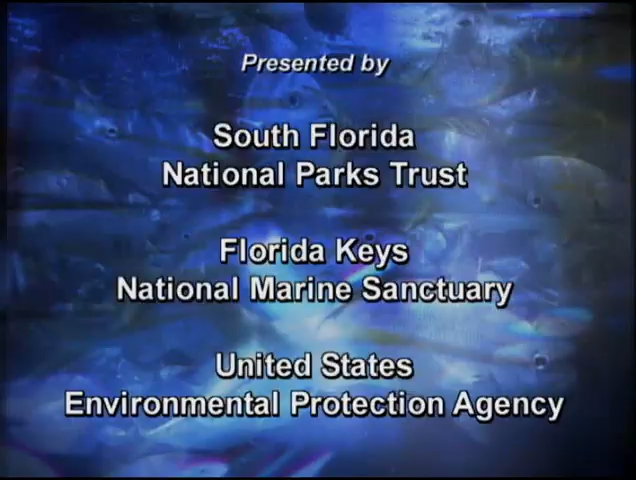 Presented by
South Florida
National Parks Trust
Florida Keys
National Marine Sanctuary
United States
Environmental Protection Agency